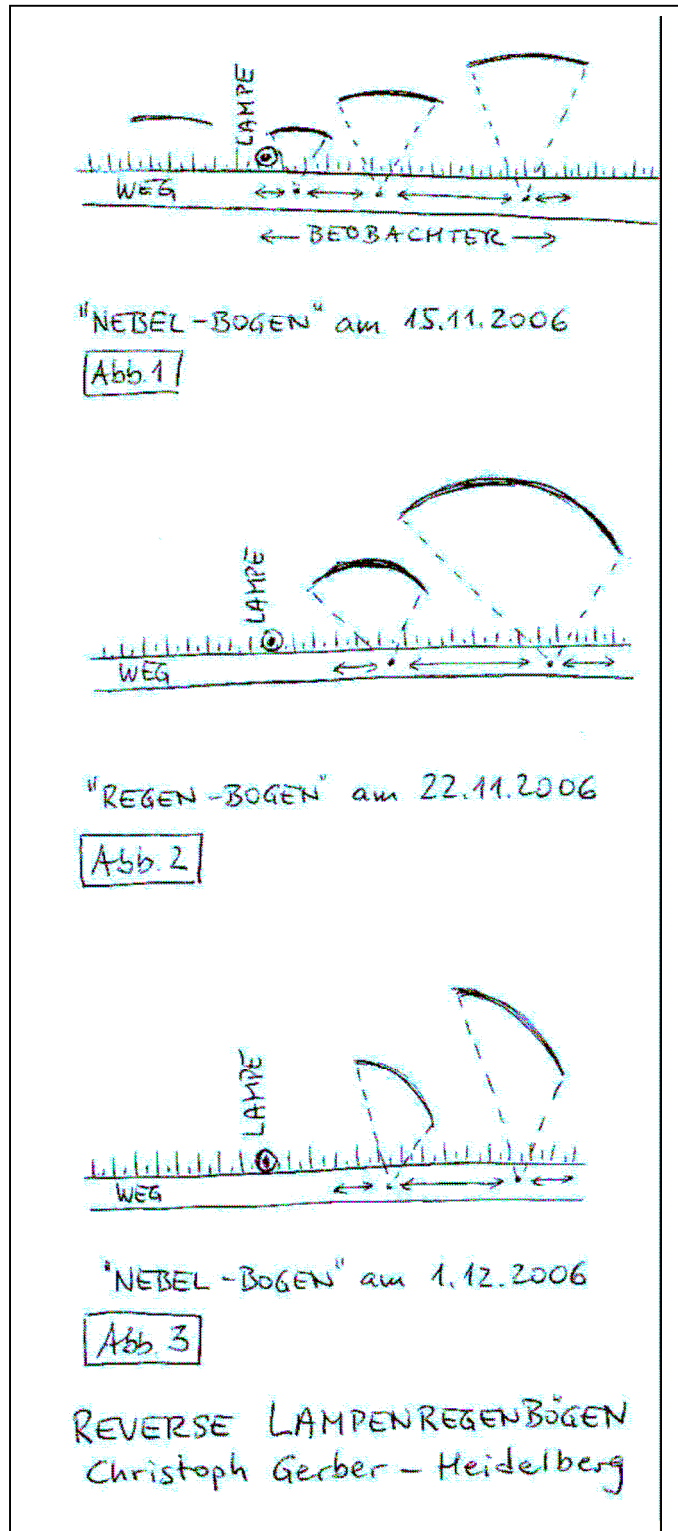 LAMPE
WEG
← BEOBACHTER →
"NEBEL-BOGEN" am 15.11.2006
Abb. 1
LAMPE
WEG
"REGEN-BOGEN" am 22.11.2006
Abb. 2
LAMPE
WEG
"NEBEL-BOGEN" am 1.12.2006
Abb. 3
REVERSE LAMPENREGENBÖGEN
Christoph Gerber - Heidelberg